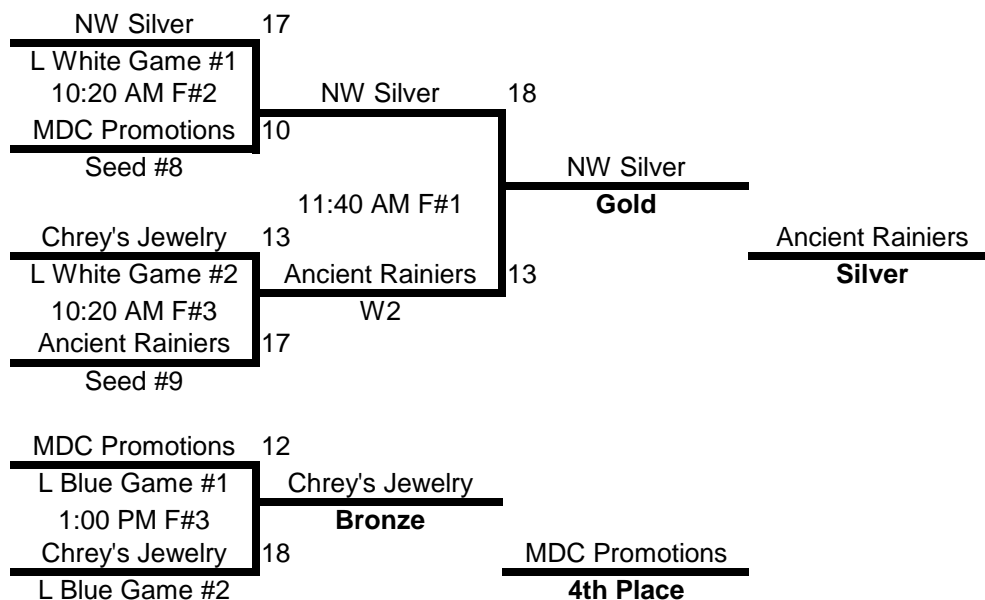 NW Silver 17
L White Game #1
10:20 AM F#2
NW Silver 18
MDC Promotions 10
Seed #8
NW Silver
11:40 AM F#1
Gold
Chrey's Jewelry 13
Ancient Rainiers
L White Game #2
Ancient Rainiers 13
Silver
10:20 AM F#3
W2
Ancient Rainiers 17
Seed #9
MDC Promotions 12
L Blue Game #1
Chrey's Jewelry
1:00 PM F#3
Bronze
Chrey's Jewelry 18
MDC Promotions
L Blue Game #2
4th Place